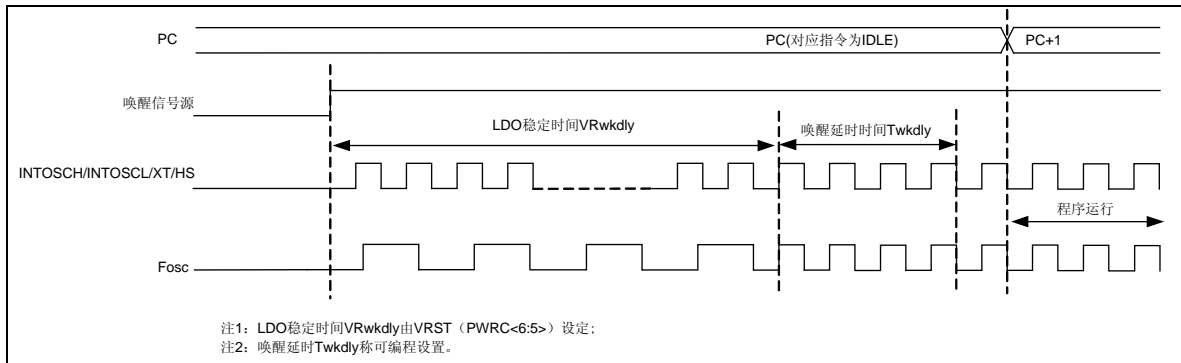 PC
PC(对应指令为IDLE)
PC+1
唤醒信号源
LDO稳定时间VRwkdly
唤醒延时时间Twkdly
INTOSCH/INTOSCL/XT/HS
程序运行
Fosc
注1：LDO稳定时间VRwkdly由VRST（PWRC<6:5>）设定;
注2：唤醒延时Twkdly称可编程设置。